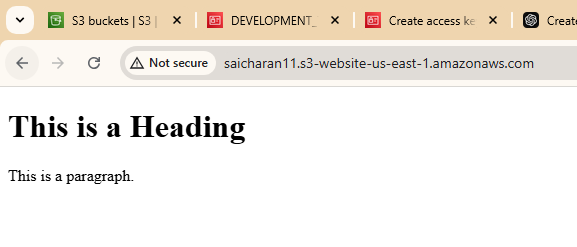 S3 buckets | S3 |
DEVELOPMENT_
Create access ke
Create
Not secure
saicharan11.s3-website-us-east-1.amazonaws.com
This is a Heading
This is a paragraph.